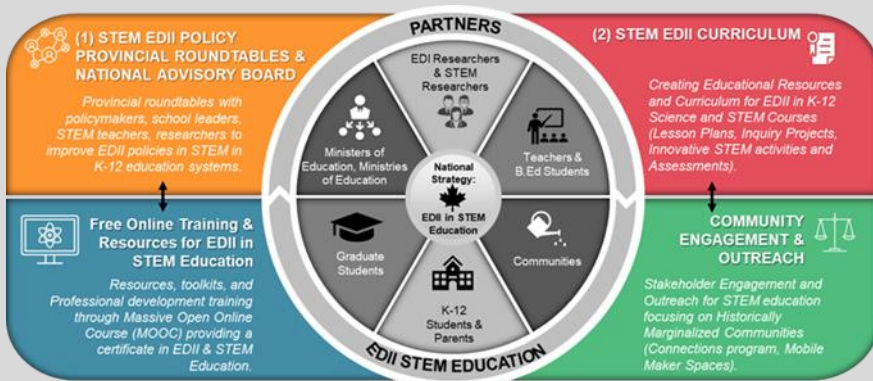 (1) STEM EDII POLICY
PROVINCIAL ROUNDTABLES &
NATIONAL ADVISORY BOARD
Provincial roundtables with
policymakers, school leaders,
STEM teachers, researchers to
improve EDII policies in STEM in
K-12 education systems.
Free Online Training &
Resources for EDII in
STEM Education
Resources, toolkits, and
Professional development training
through Massive Open Online
Course (MOOC) providing a
certificate in EDII & STEM
Education.
PARTNERS
EDI Researchers
& STEM
Researchers
Ministers of
Education, Ministries
of Education
Teachers &
B.Ed Students
National
Strategy:
EDII in STEM
Education
Graduate
Students
Communities
K-12
Students &
Parents
EDII STEM EDUCATION
(2) STEM EDII CURRICULUM
Creating Educational Resources
and Curriculum for EDII in K-12
Science and STEM Courses
(Lesson Plans, Inquiry Projects,
Innovative STEM activities and
Assessments).
COMMUNITY
ENGAGEMENT &
OUTREACH
Stakeholder Engagement and
Outreach for STEM education
focusing on Historically
Marginalized Communities
(Connections program, Mobile
Maker Spaces).